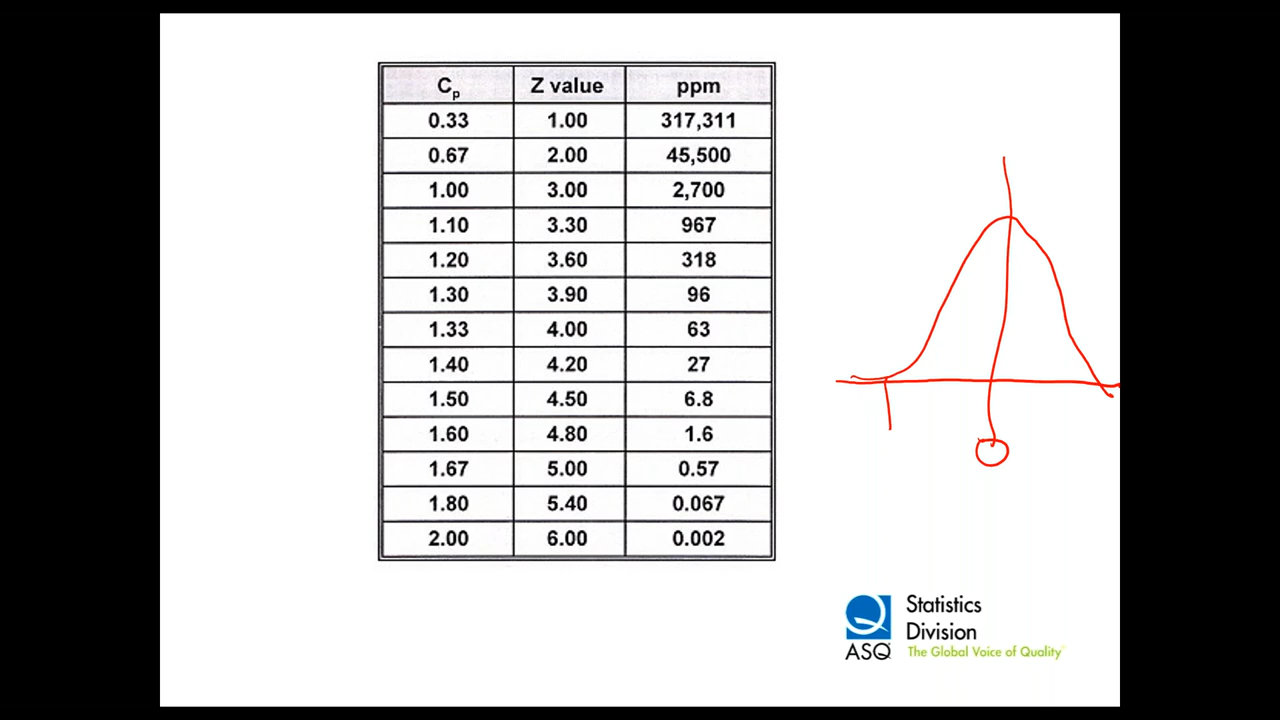 Cp Z value ppm
0.33 1.00 317,311
0.67 2.00 45,500
1.00 3.00 2,700
1.10 3.30 967
1.20 3.60 318
1.30 3.90 96
1.33 4.00 63
1.40 4.20 27
1.50 4.50 6.8
1.60 4.80 1.6
1.67 5.00 0.57
1.80 5.40 0.067
2.00 6.00 0.002
Statistics
Division
ASQ The Global Voice of Quality